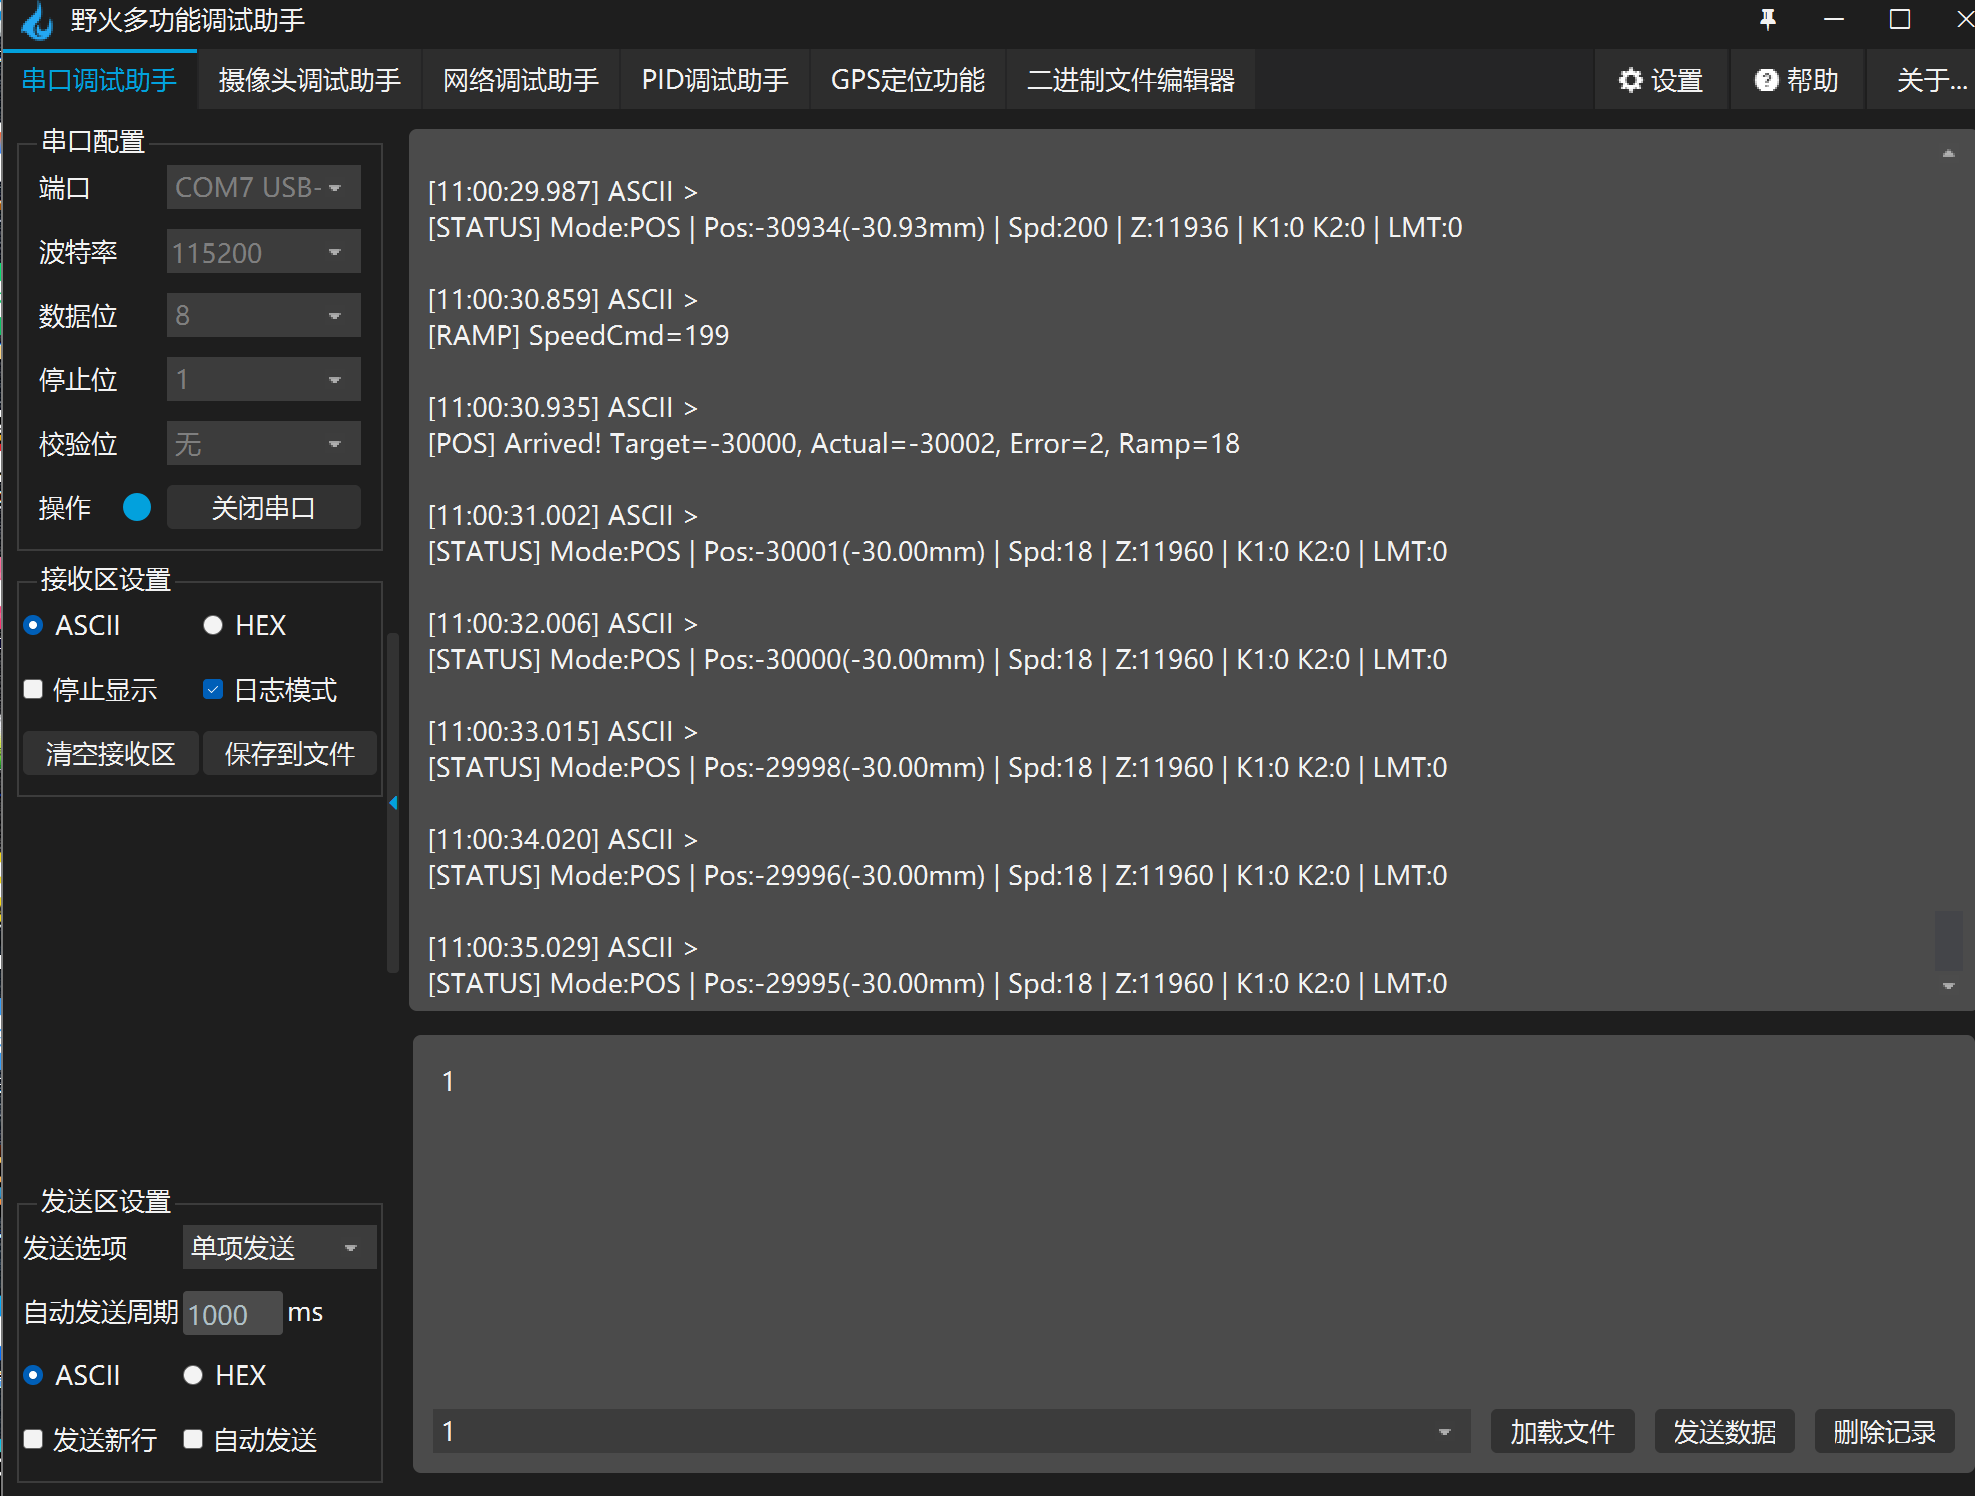 野火多功能调试助手
串口调试助手 摄像头调试助手 网络调试助手 PID调试助手 GPS定位功能 二进制文件编辑器 设置 帮助 关于...
串口配置
端口 COM7 USB-
波特率 115200
数据位 8
停止位 1
校验位 无
操作 关闭串口
接收区设置
ASCII HEX
停止显示 日志模式
清空接收区 保存到文件
[11:00:29.987] ASCII >
[STATUS] Mode:POS | Pos:-30934(-30.93mm) | Spd:200 | Z:11936 | K1:0 K2:0 | LMT:0
[11:00:30.859] ASCII >
[RAMP] SpeedCmd=199
[11:00:30.935] ASCII >
[POS] Arrived! Target=-30000, Actual=-30002, Error=2, Ramp=18
[11:00:31.002] ASCII >
[STATUS] Mode:POS | Pos:-30001(-30.00mm) | Spd:18 | Z:11960 | K1:0 K2:0 | LMT:0
[11:00:32.006] ASCII >
[STATUS] Mode:POS | Pos:-30000(-30.00mm) | Spd:18 | Z:11960 | K1:0 K2:0 | LMT:0
[11:00:33.015] ASCII >
[STATUS] Mode:POS | Pos:-29998(-30.00mm) | Spd:18 | Z:11960 | K1:0 K2:0 | LMT:0
[11:00:34.020] ASCII >
[STATUS] Mode:POS | Pos:-29996(-30.00mm) | Spd:18 | Z:11960 | K1:0 K2:0 | LMT:0
[11:00:35.029] ASCII >
[STATUS] Mode:POS | Pos:-29995(-30.00mm) | Spd:18 | Z:11960 | K1:0 K2:0 | LMT:0
1
发送区设置
发送选项 单项发送
自动发送周期 1000 ms
ASCII HEX
发送新行 自动发送
1 加载文件 发送数据 删除记录